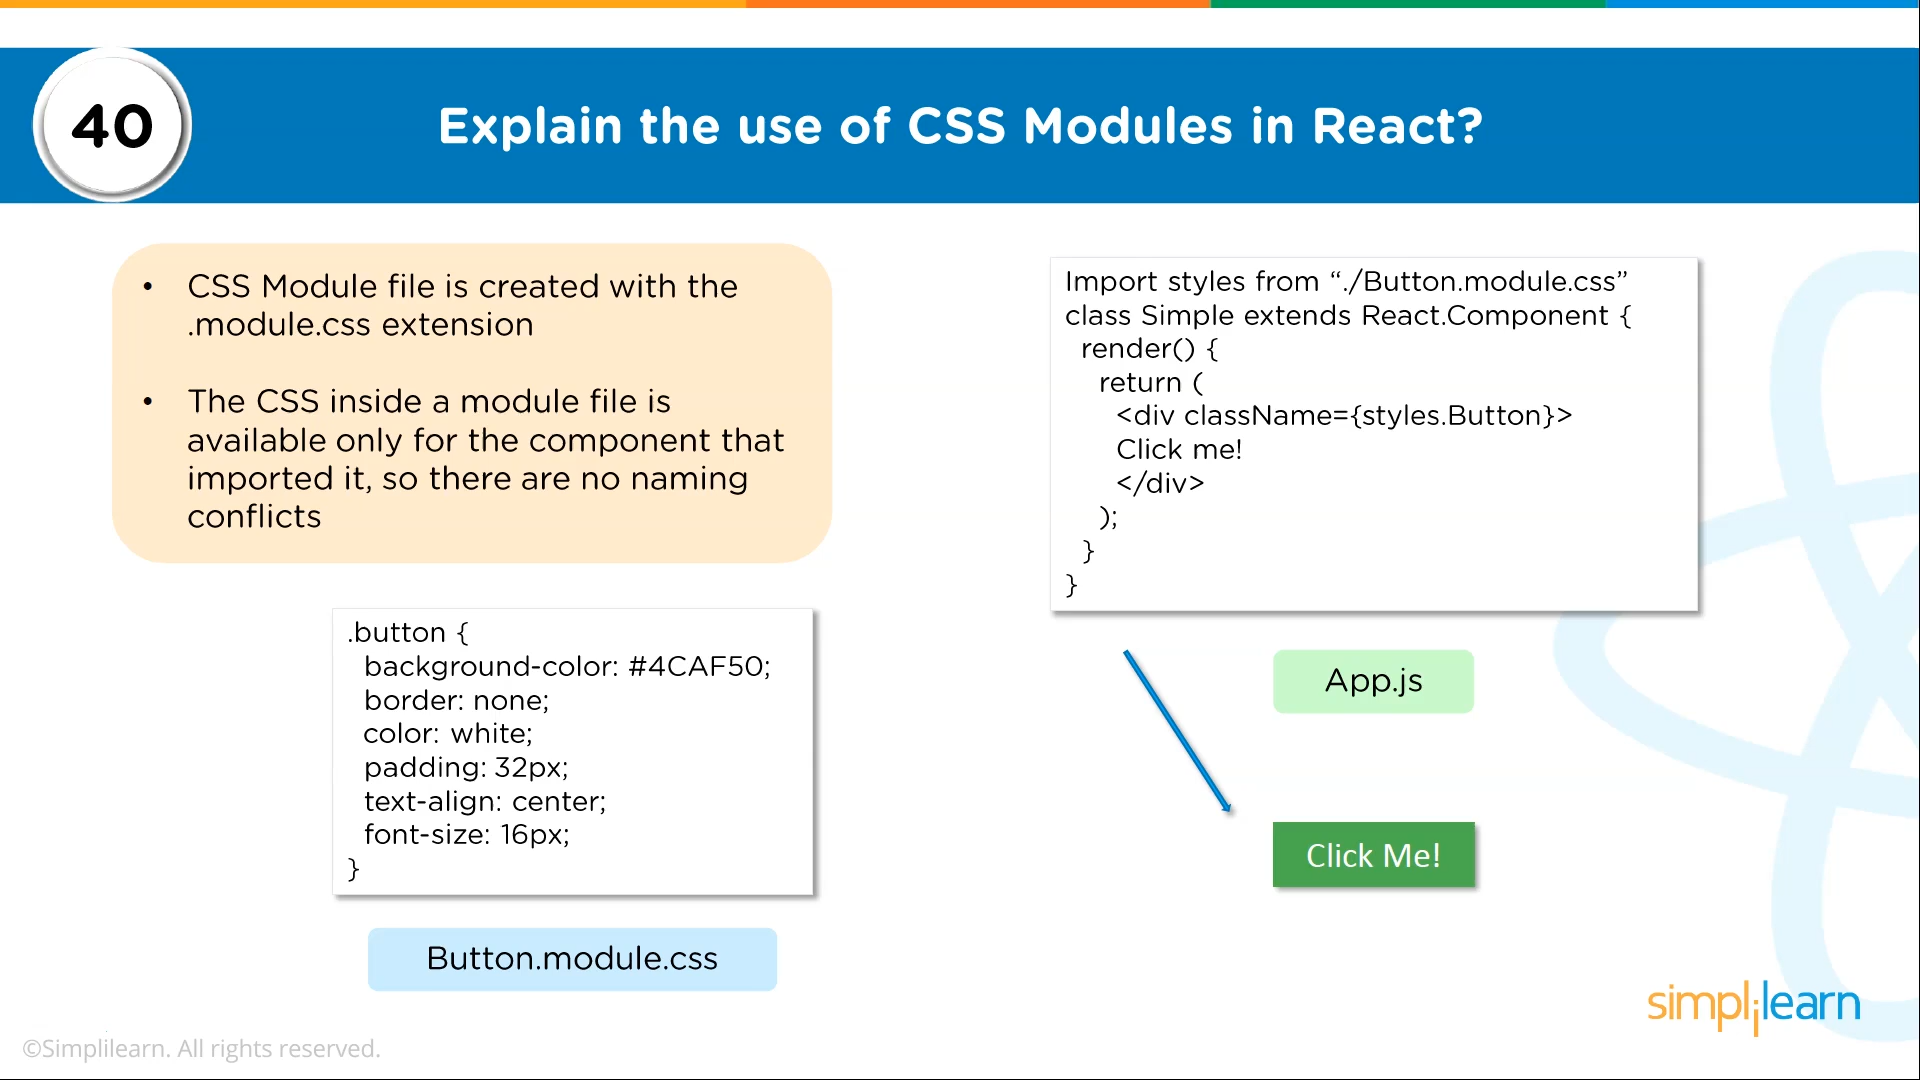 40
Explain the use of CSS Modules in React?
• CSS Module file is created with the
.module.css extension
• The CSS inside a module file is
available only for the component that
imported it, so there are no naming
conflicts
.button {
background-color: #4CAF50;
border: none;
color: white;
padding: 32px;
text-align: center;
font-size: 16px;
}
Button.module.css
Import styles from “./Button.module.css”
class Simple extends React.Component {
render() {
return (
<div className={styles.Button}>
Click me!
</div>
);
}
}
App.js
Click Me!
simplilearn
©Simplilearn. All rights reserved.